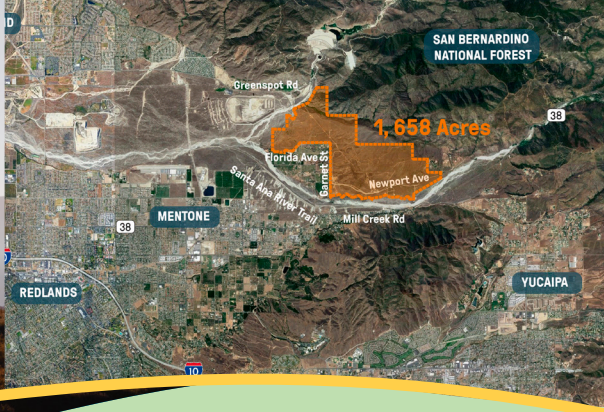 D
SAN BERNARDINO
NATIONAL FOREST
Greenspot Rd
38
1, 658 Acres
Florida Ave
Garnet St
Newport Ave
Santa Ana River Trail
Mill Creek Rd
MENTONE
38
REDLANDS
YUCAIPA
10